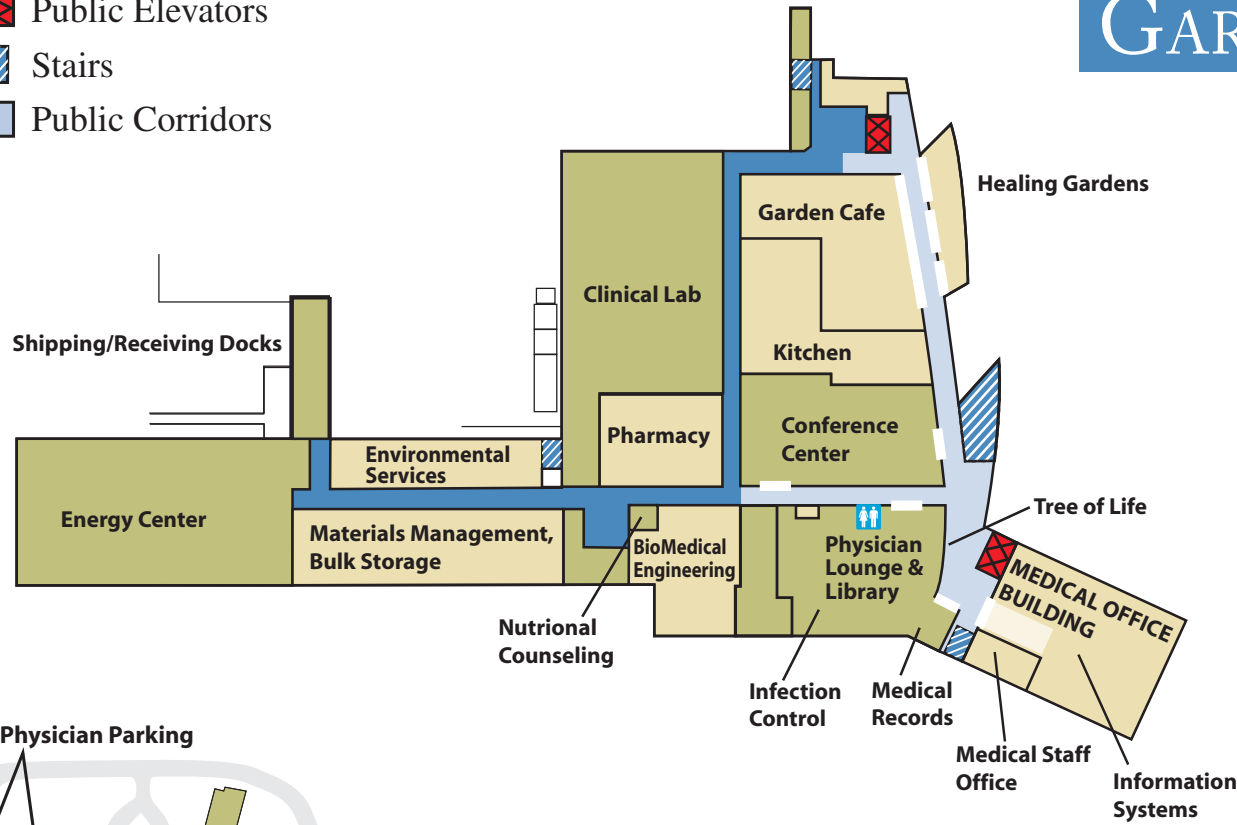 Public Elevators
Stairs
Public Corridors
GAR
Healing Gardens
Garden Cafe
Clinical Lab
Shipping/Receiving Docks
Kitchen
Pharmacy
Conference
Center
Environmental
Services
Energy Center
Materials Management,
Bulk Storage
BioMedical
Engineering
Physician
Lounge &
Library
Tree of Life
MEDICAL OFFICE
BUILDING
Nutrional
Counseling
Infection
Control
Medical
Records
Medical Staff
Office
Information
Systems
Physician Parking